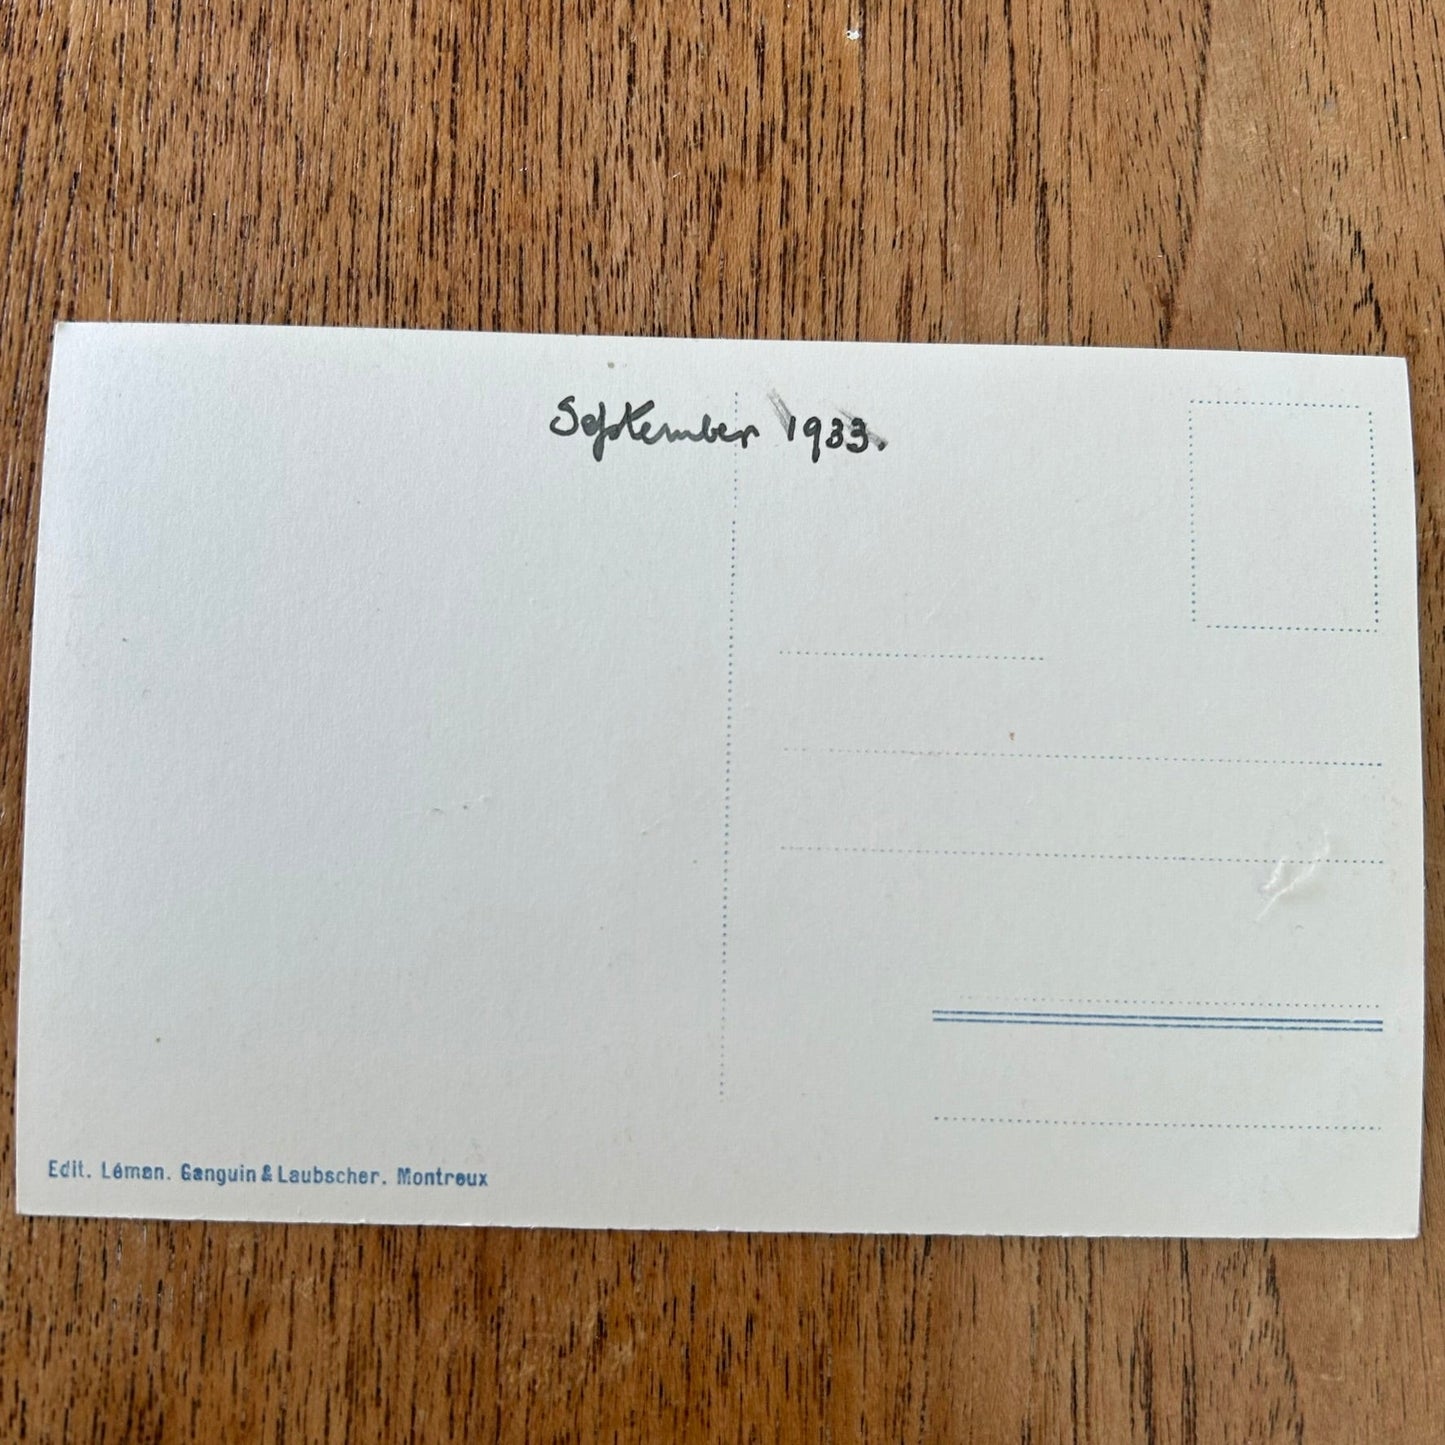 September 1933.
Edit. Léman. Ganguin & Laubscher. Montreux